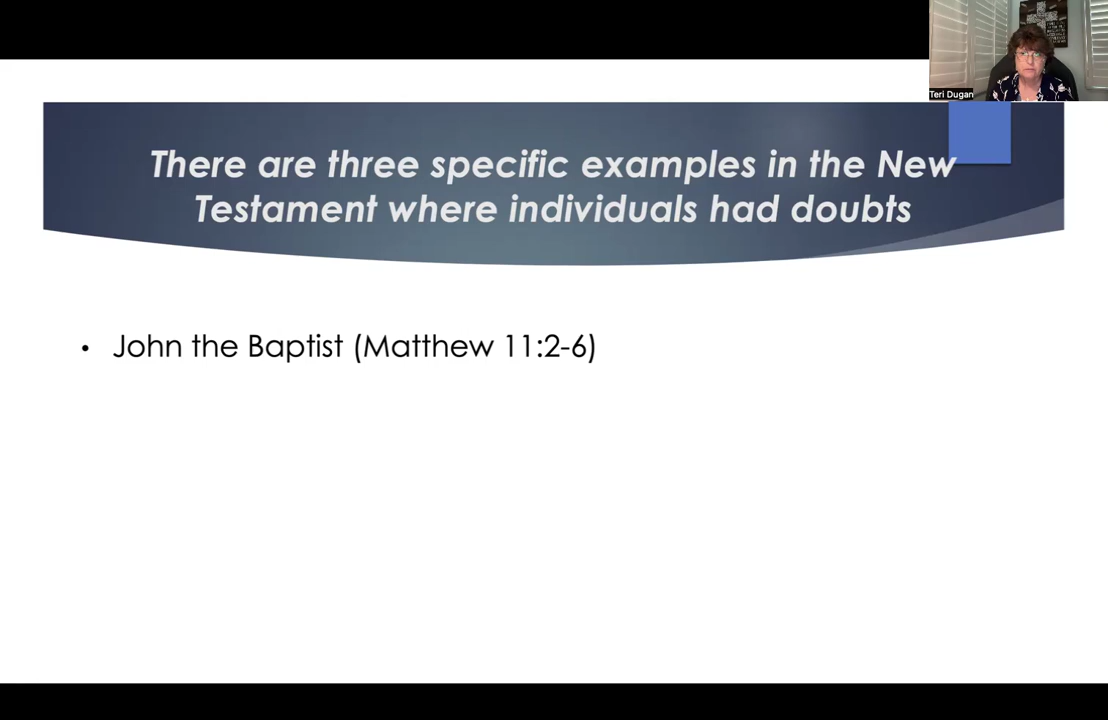 Teri Dugan
There are three specific examples in the New
Testament where individuals had doubts
• John the Baptist (Matthew 11:2-6)